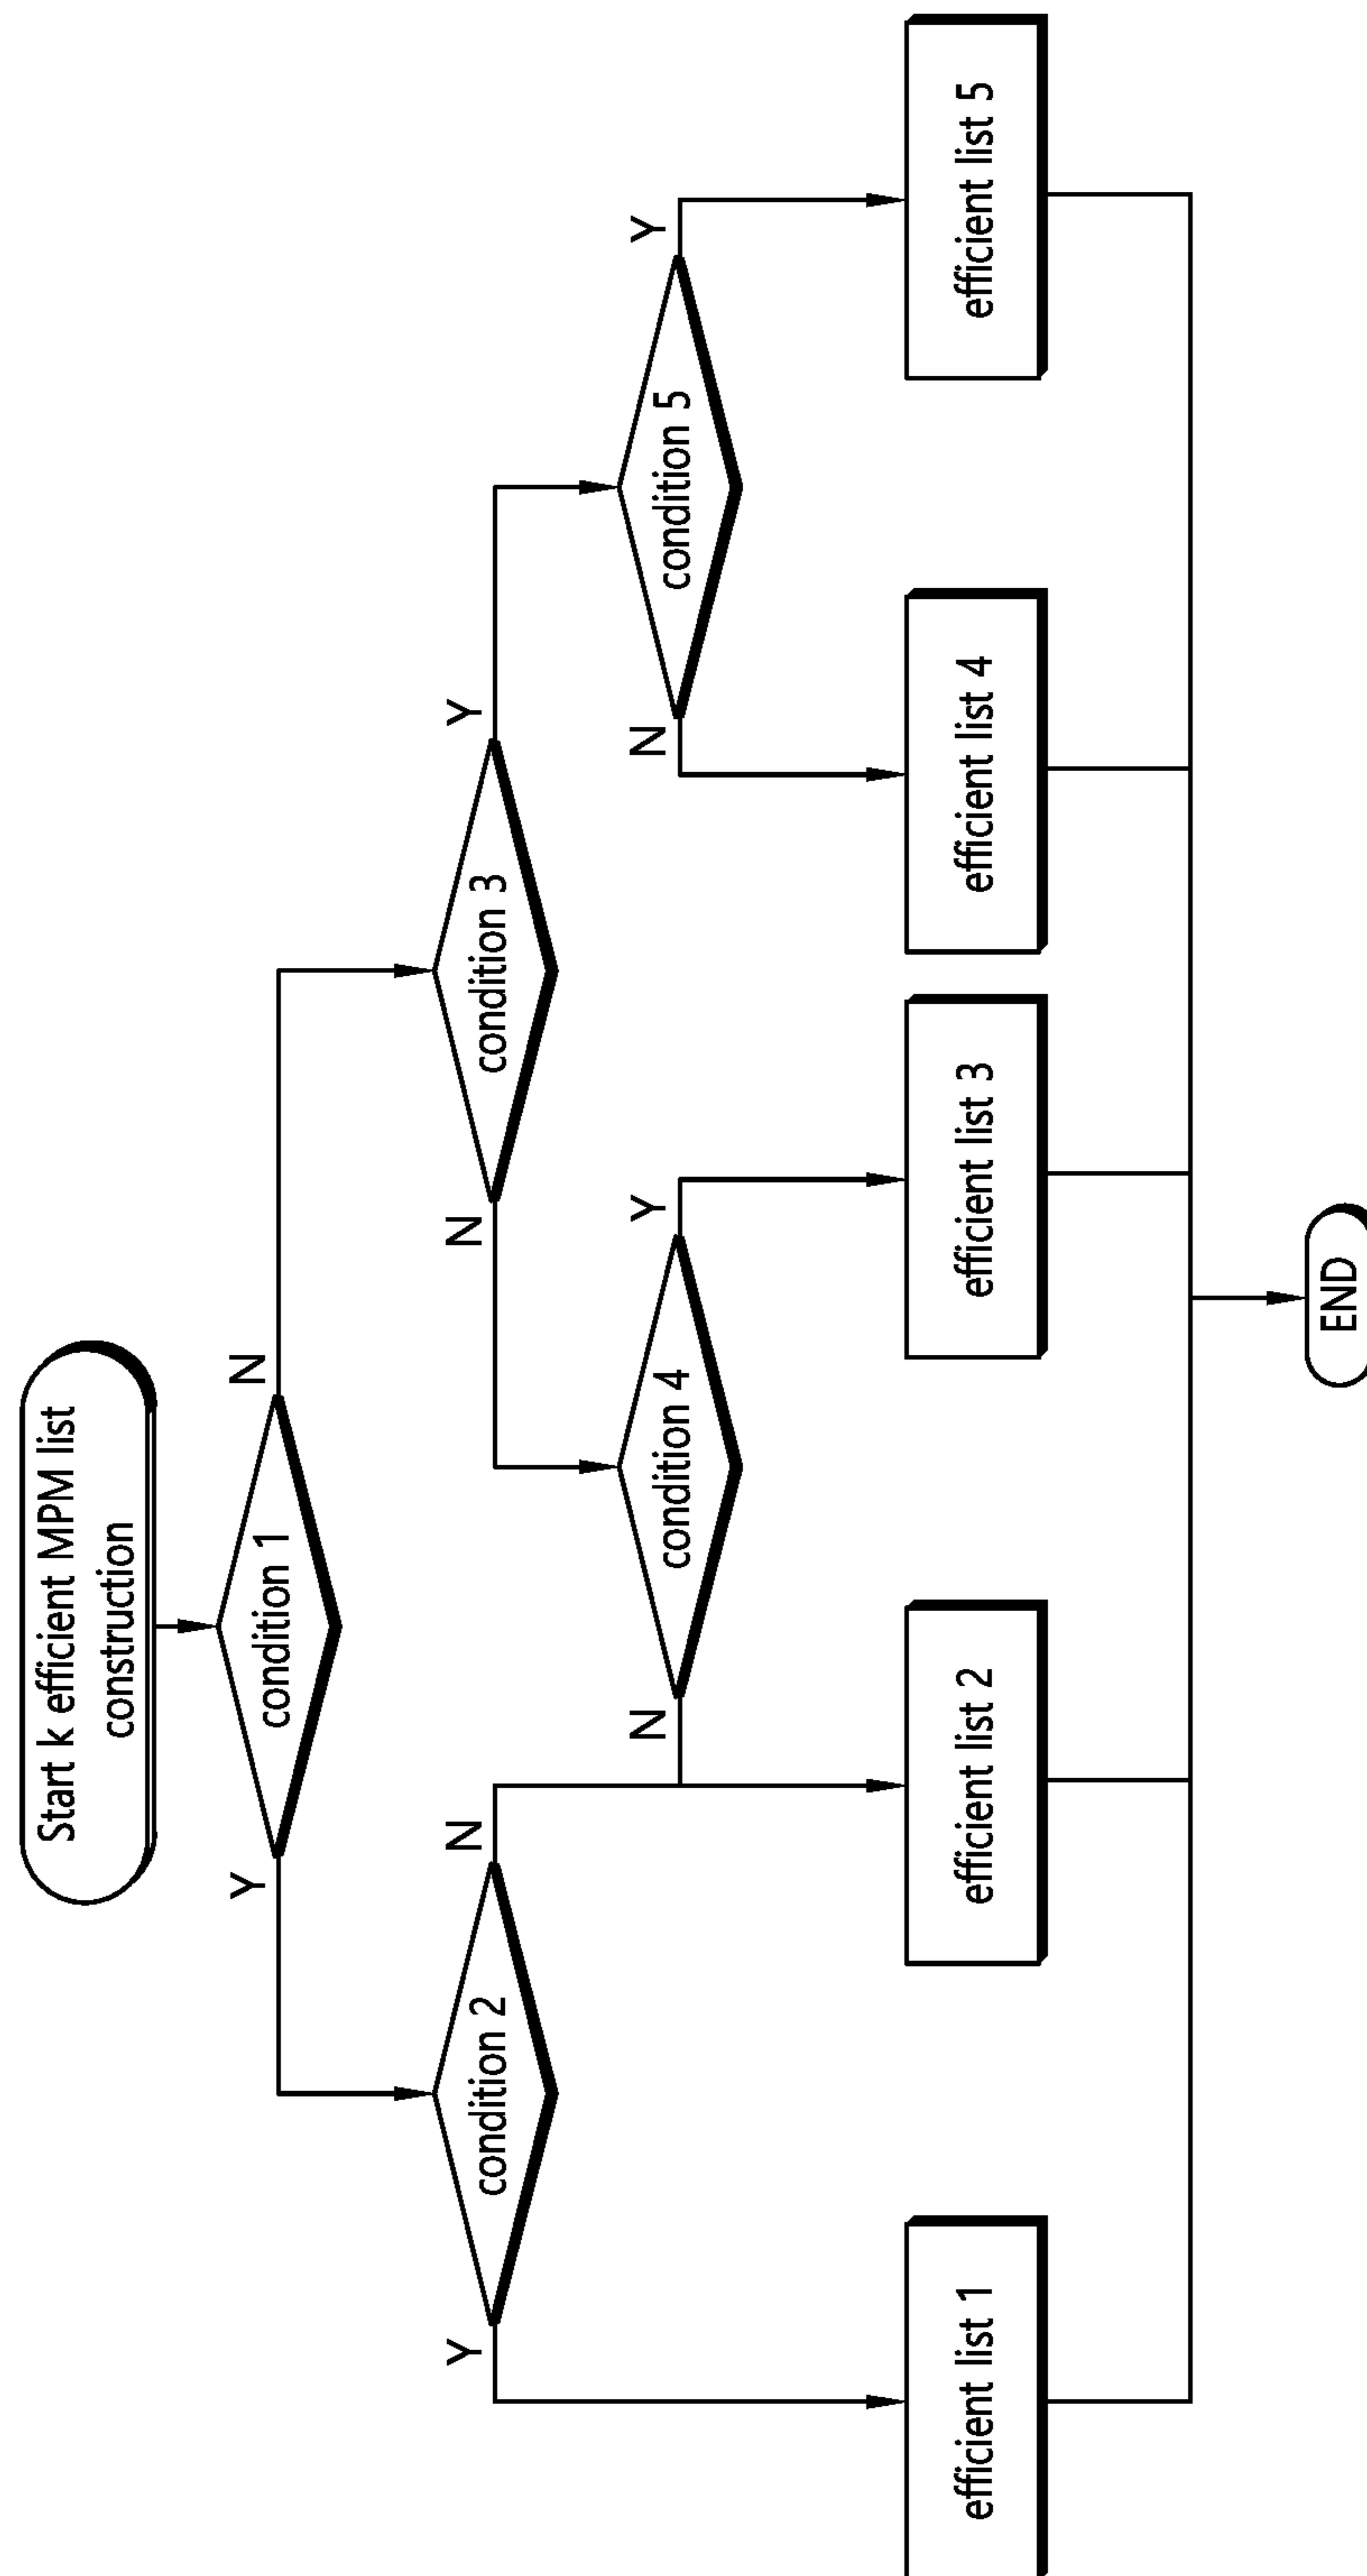 Start k efficient MPM list
construction
condition 1
Y
N
condition 2
condition 3
Y
N
N
Y
condition 4
condition 5
N
Y
N
Y
efficient list 1
efficient list 2
efficient list 3
efficient list 4
efficient list 5
END